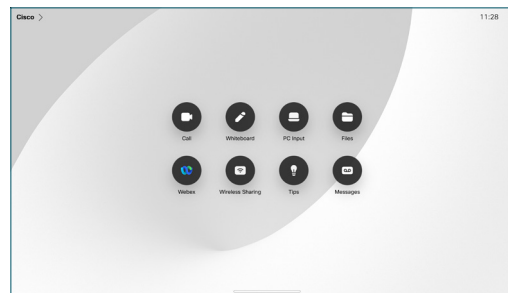 Cisco
11:28
Call
Whiteboard
PC Input
Files
Webex
Wireless Sharing
Tips
Messages